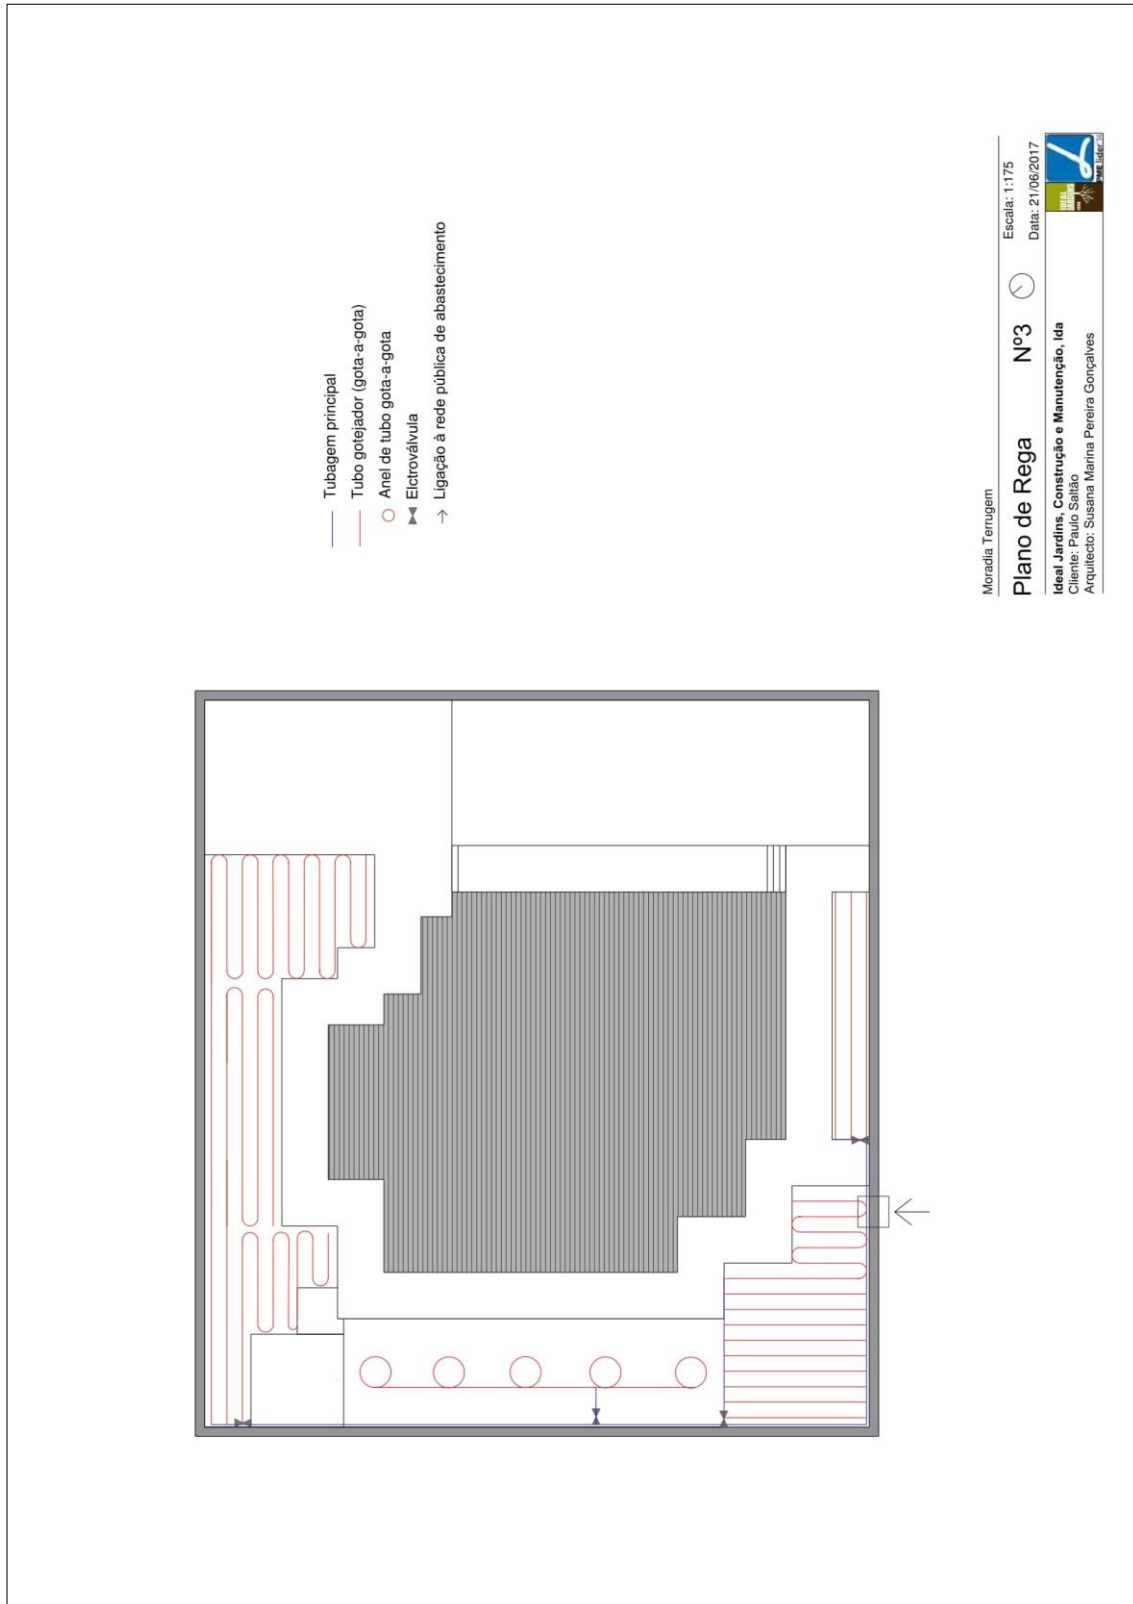 Tubagem principal
Tubo gotejador (gota-a-gota)
Anel de tubo gota-a-gota
Elctroválvula
Ligação à rede pública de abastecimento
Moradia Terrugem
Plano de Rega Nº3
Escala: 1:175
Data: 21/06/2017
Ideal Jardins, Construção e Manutenção, lda
Cliente: Paulo Saltão
Arquitecto: Susana Marina Pereira Gonçalves
IDEAL
JARDINS
PME líder